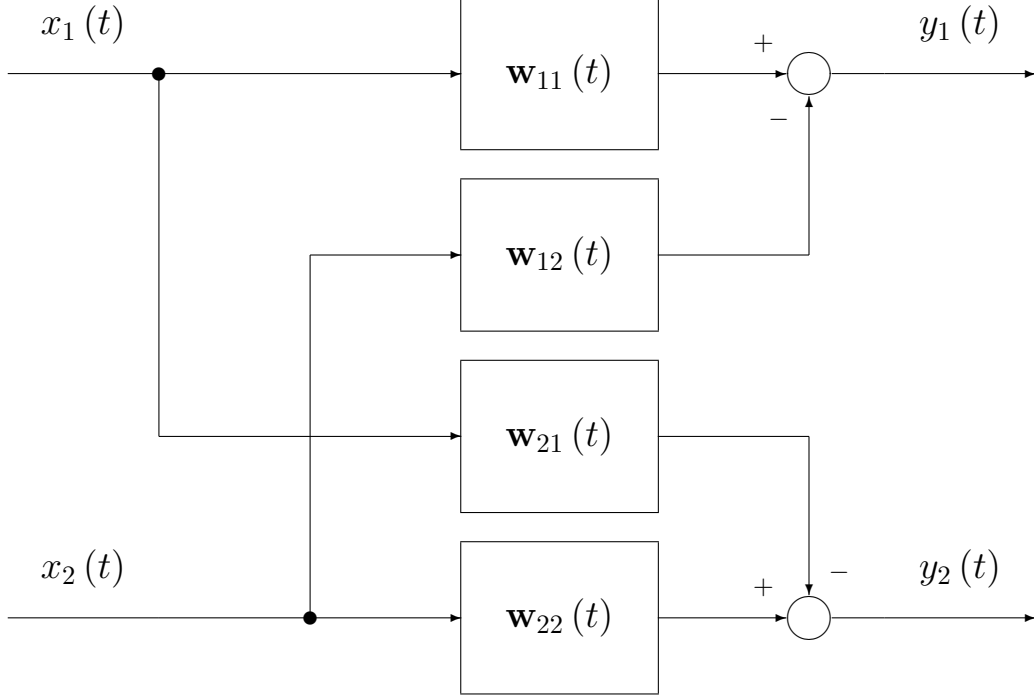 x₁(t)
w₁₁(t)
+
y₁(t)
−
w₁₂(t)
w₂₁(t)
x₂(t)
w₂₂(t)
+
−
y₂(t)